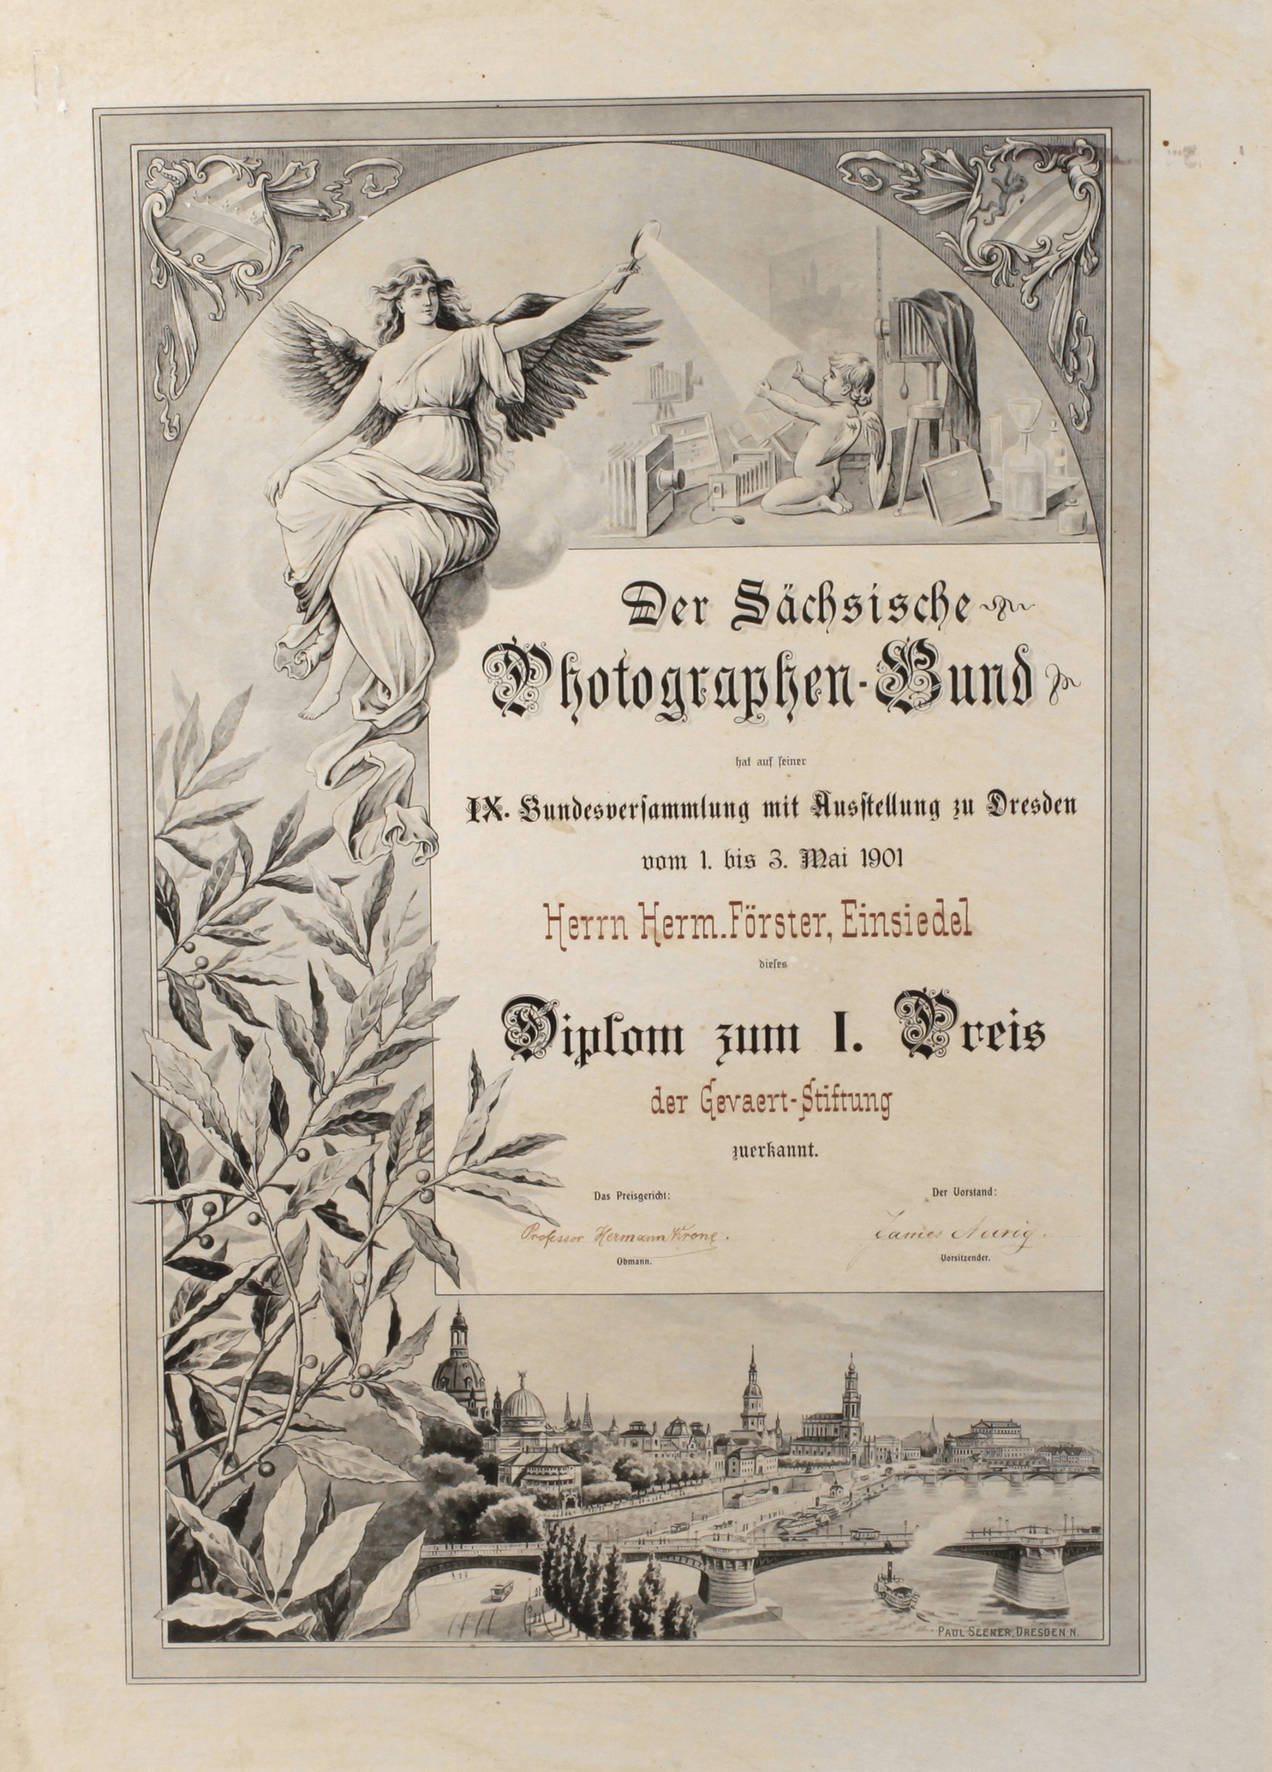 Der Sächsische
Photographen-Bund
hat auf seiner
IX. Bundesversammlung mit Ausstellung zu Dresden
vom 1. bis 3. Mai 1901
Herrn Herm. Förster, Einsiedel
dieses
Diplom zum I. Preis
der Gevaert-Stiftung
zuerkannt.
Das Preisgericht:
Professor Hermann Krone.
Obmann.
Der Vorstand:
James Aurig.
Vorsitzender.
PAUL SEENER, DRESDEN N.